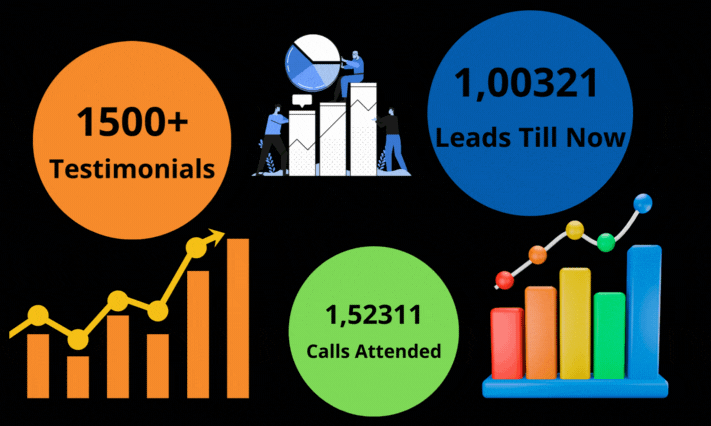 1500+
Testimonials
1,00321
Leads Till Now
1,52311
Calls Attended